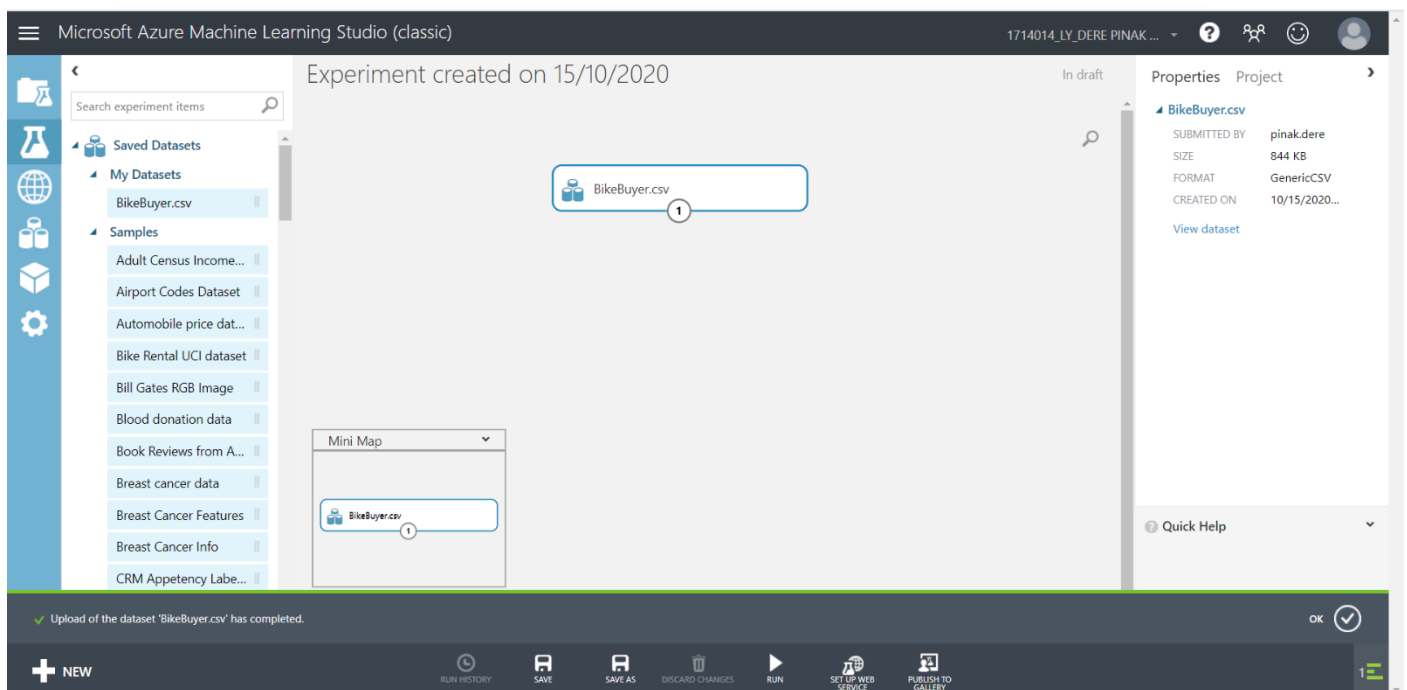 Microsoft Azure Machine Learning Studio (classic)
1714014_LY_DERE PINAK ...
?
Search experiment items
Saved Datasets
My Datasets
BikeBuyer.csv
Samples
Adult Census Income...
Airport Codes Dataset
Automobile price dat...
Bike Rental UCI dataset
Bill Gates RGB Image
Blood donation data
Book Reviews from A...
Breast cancer data
Breast Cancer Features
Breast Cancer Info
CRM Appetency Labe...
Experiment created on 15/10/2020
In draft
BikeBuyer.csv
1
Mini Map
BikeBuyer.csv
1
Properties Project
BikeBuyer.csv
SUBMITTED BY pinak.dere
SIZE 844 KB
FORMAT GenericCSV
CREATED ON 10/15/2020...
View dataset
? Quick Help
Upload of the dataset 'BikeBuyer.csv' has completed.
OK
NEW
RUN HISTORY
SAVE
SAVE AS
DISCARD CHANGES
RUN
SET UP WEB
SERVICE
PUBLISH TO
GALLERY
1